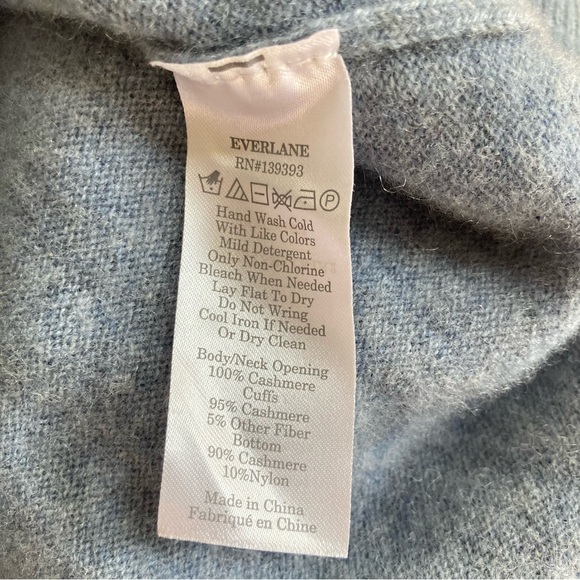 EVERLANE
RN#139393
P
Hand Wash Cold
With Like Colors
Mild Detergent
Only Non-Chlorine
Bleach When Needed
Lay Flat To Dry
Do Not Wring
Cool Iron If Needed
Or Dry Clean
Body/Neck Opening
100% Cashmere
Cuffs
95% Cashmere
5% Other Fiber
Bottom
90% Cashmere
10%Nylon
Made in China
Fabriqué en Chine